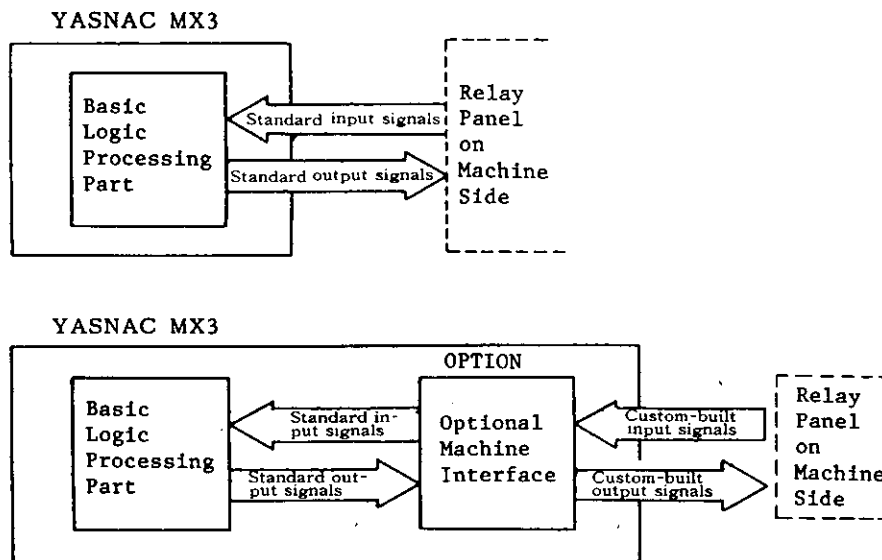 YASNAC MX3
Basic
Logic
Processing
Part
Standard input signals
Standard output signals
Relay
Panel
on
Machine
Side
YASNAC MX3
OPTION
Basic
Logic
Processing
Part
Standard in-
put signals
Standard out-
put signals
Optional
Machine
Interface
Custom-built
input signals
Custom-built
output signals
Relay
Panel
on
Machine
Side